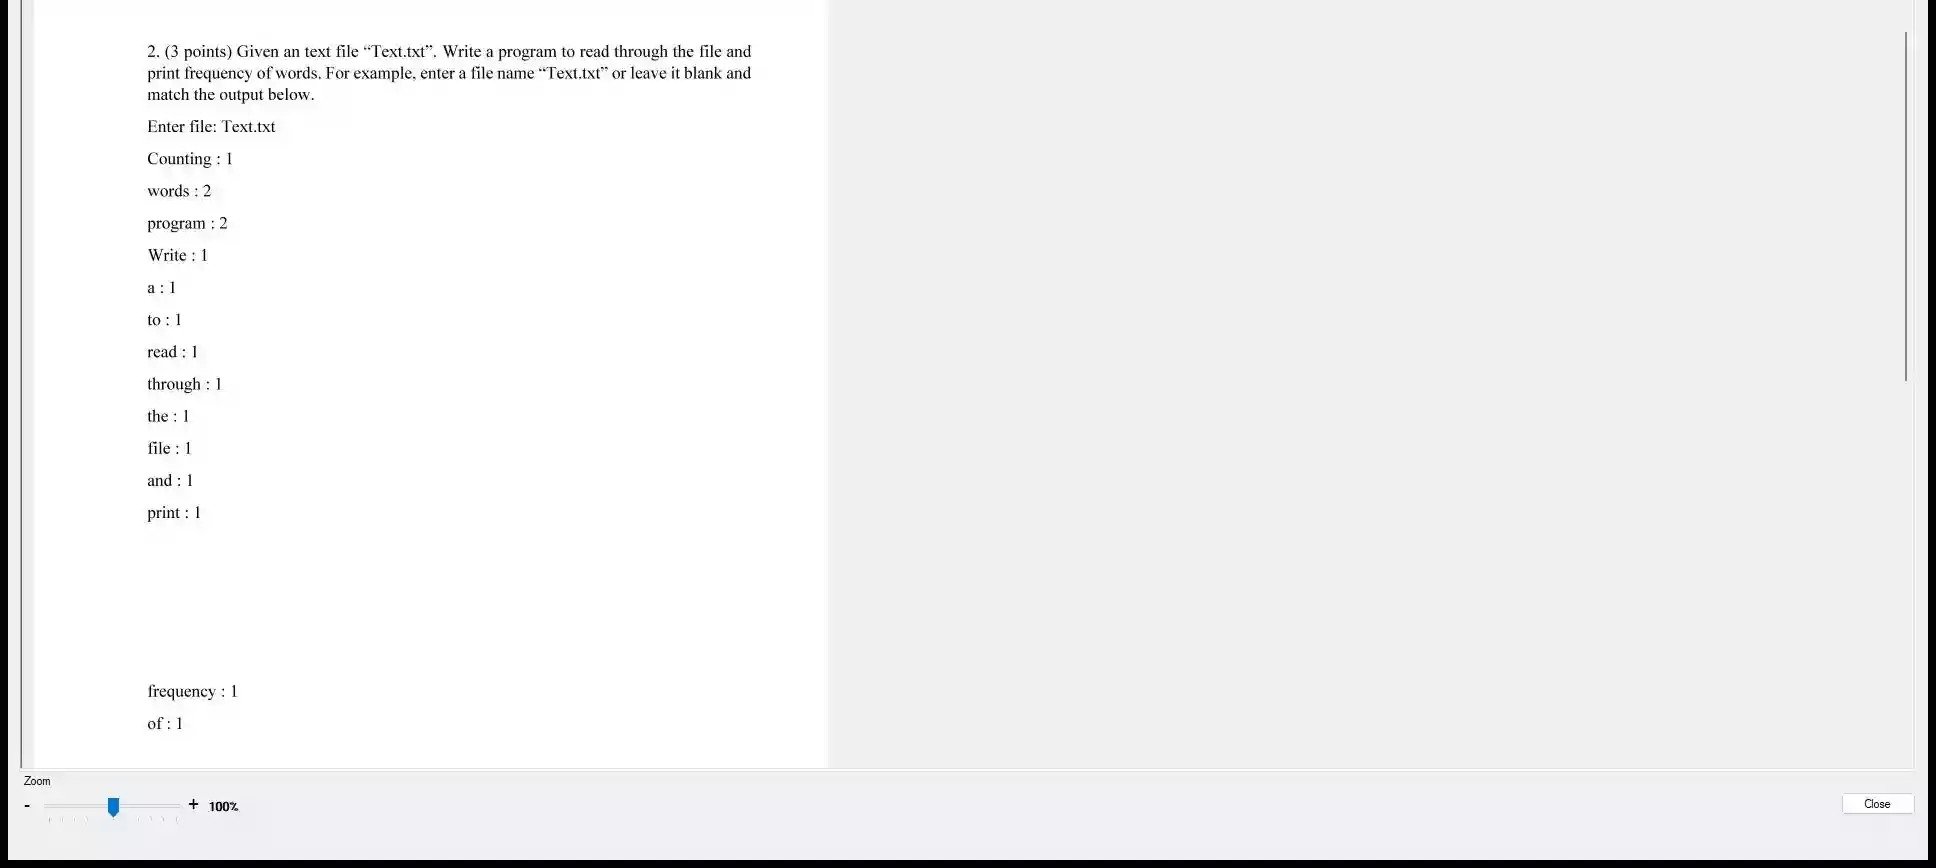 2. (3 points) Given an text file “Text.txt”. Write a program to read through the file and
print frequency of words. For example, enter a file name “Text.txt” or leave it blank and
match the output below.
Enter file: Text.txt
Counting : 1
words : 2
program : 2
Write : 1
a : 1
to : 1
read : 1
through : 1
the : 1
file : 1
and : 1
print : 1
frequency : 1
of : 1
Zoom
- + 100%
Close